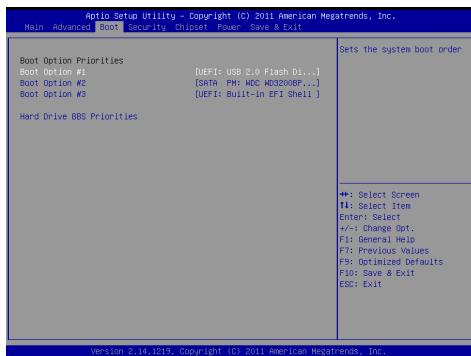 Aptio Setup Utility – Copyright (C) 2011 American Megatrends, Inc.
Main Advanced Boot Security Chipset Power Save & Exit
Boot Option Priorities
Boot Option #1 [UEFI: USB 2.0 Flash Di...]
Boot Option #2 [SATA PM: WDC WD3200BP...]
Boot Option #3 [UEFI: Built-in EFI Shell ]
Hard Drive BBS Priorities
Sets the system boot order
→←: Select Screen
↑↓: Select Item
Enter: Select
+/-: Change Opt.
F1: General Help
F7: Previous Values
F9: Optimized Defaults
F10: Save & Exit
ESC: Exit
Version 2.14.1219. Copyright (C) 2011 American Megatrends, Inc.